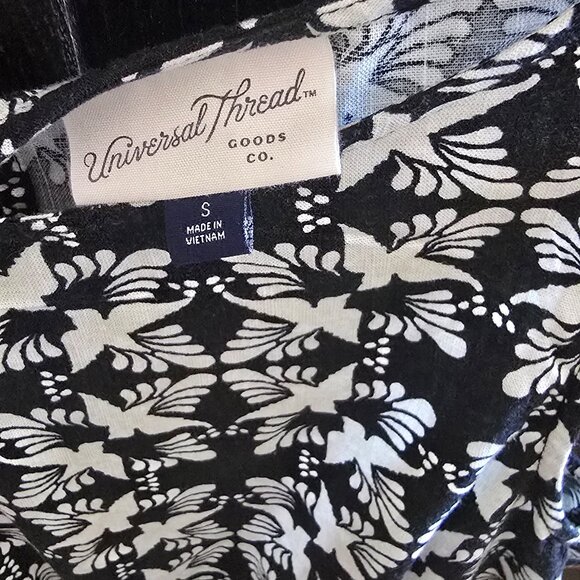 Universal Thread™
GOODS
CO.
S
MADE IN
VIETNAM